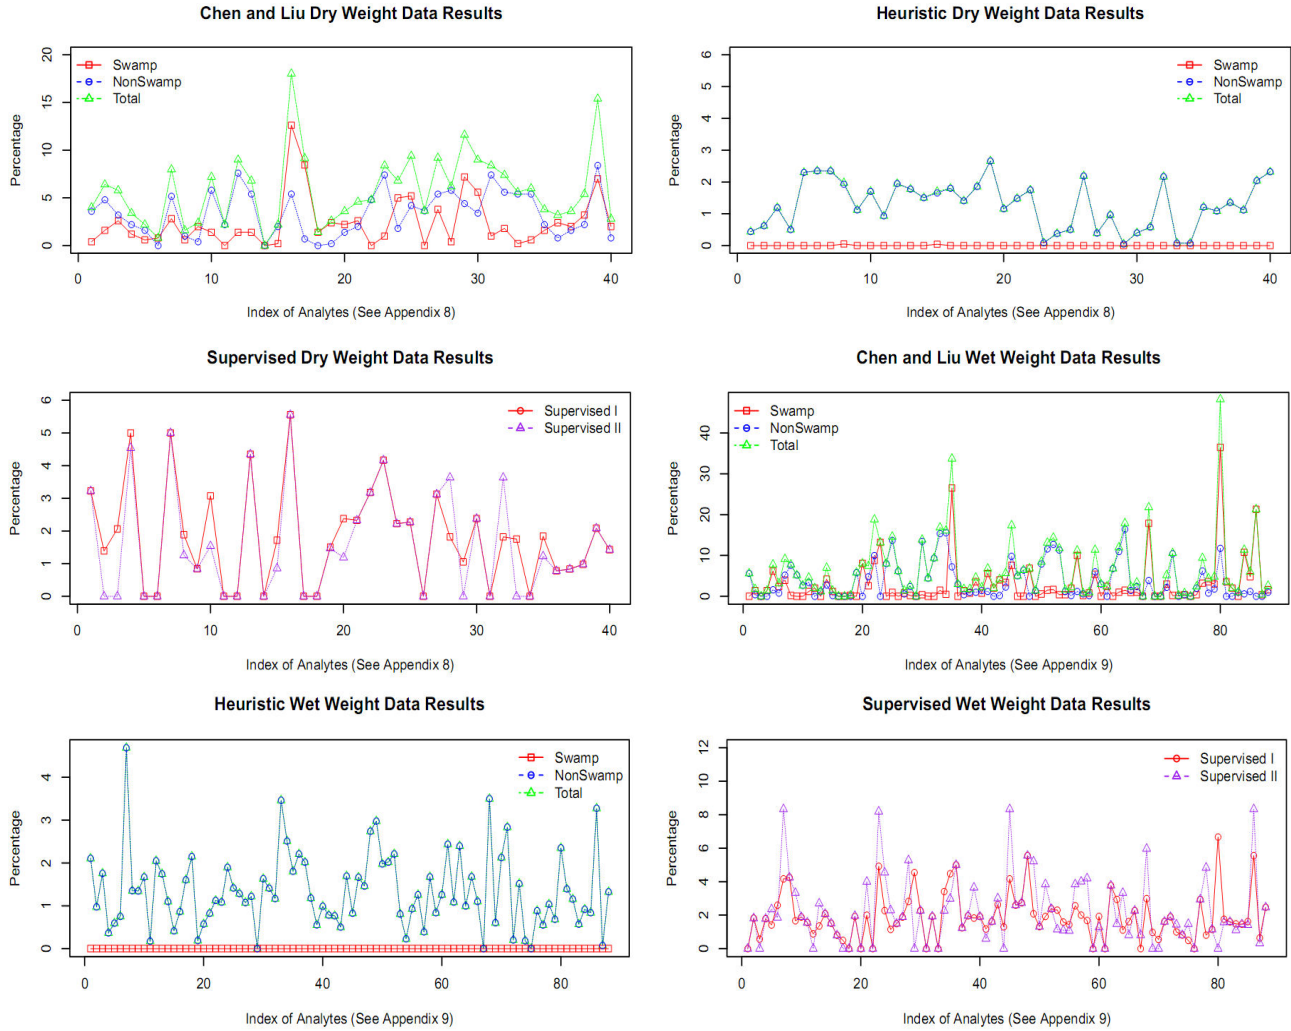 Chen and Liu Dry Weight Data Results
Percentage
20
15
10
5
0
Swamp
NonSwamp
Total
0 10 20 30 40
Index of Analytes (See Appendix 8)
Heuristic Dry Weight Data Results
Percentage
6
5
4
3
2
1
0
Swamp
NonSwamp
Total
0 10 20 30 40
Index of Analytes (See Appendix 8)
Supervised Dry Weight Data Results
Percentage
6
5
4
3
2
1
0
Supervised I
Supervised II
0 10 20 30 40
Index of Analytes (See Appendix 8)
Chen and Liu Wet Weight Data Results
Percentage
40
30
20
10
0
Swamp
NonSwamp
Total
0 20 40 60 80
Index of Analytes (See Appendix 9)
Heuristic Wet Weight Data Results
Percentage
4
3
2
1
0
Swamp
NonSwamp
Total
0 20 40 60 80
Index of Analytes (See Appendix 9)
Supervised Wet Weight Data Results
Percentage
12
10
8
6
4
2
0
Supervised I
Supervised II
0 20 40 60 80
Index of Analytes (See Appendix 9)